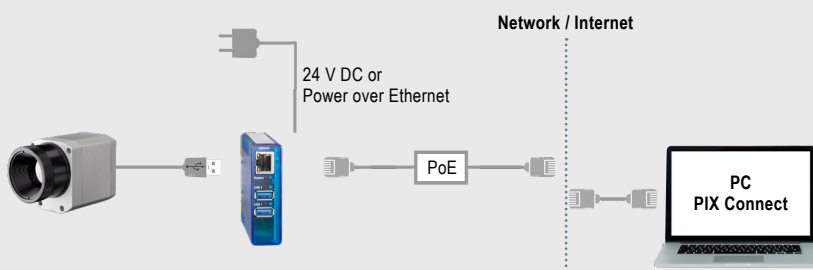 Network / Internet
24 V DC or
Power over Ethernet
PoE
PC
PIX Connect